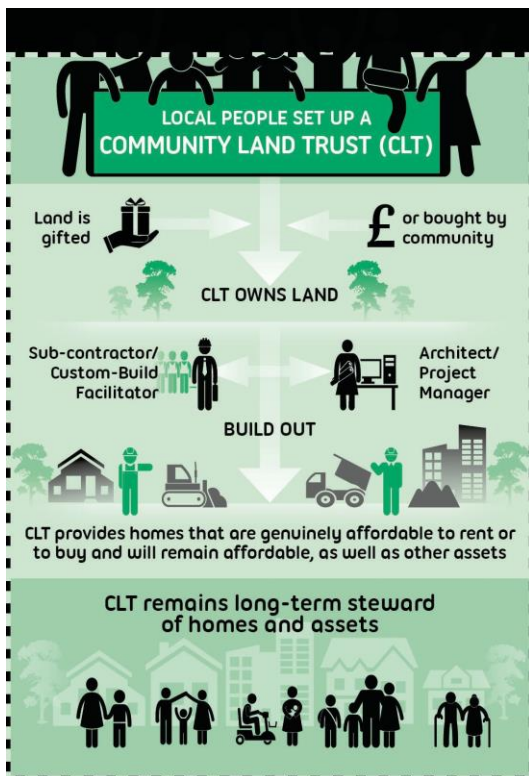 LOCAL PEOPLE SET UP A
COMMUNITY LAND TRUST (CLT)
Land is
gifted
£
or bought by
community
CLT OWNS LAND
Sub-contractor/
Custom-Build
Facilitator
Architect/
Project
Manager
BUILD OUT
CLT provides homes that are genuinely affordable to rent or
to buy and will remain affordable, as well as other assets
CLT remains long-term steward
of homes and assets